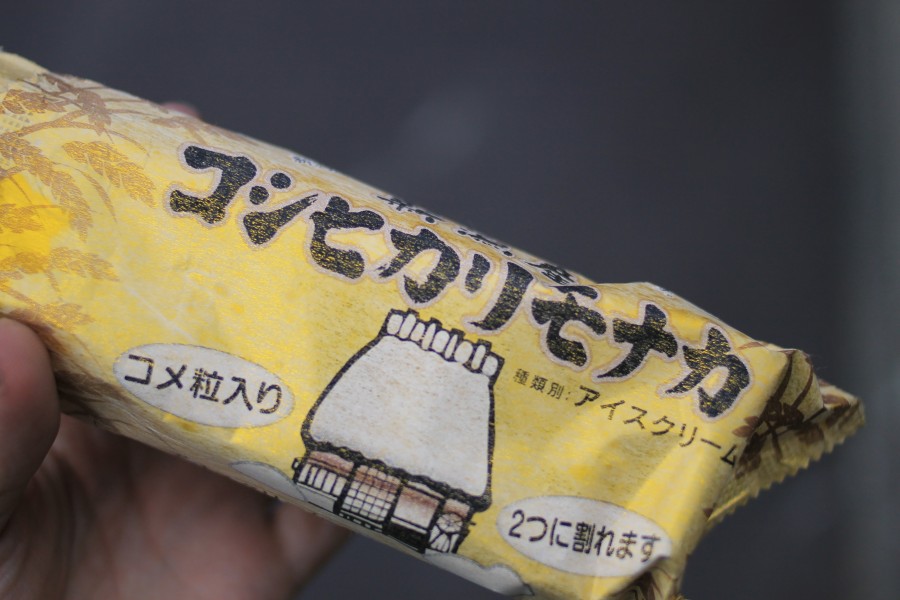 コシヒカリモナカ
種類別：アイスクリーム
コメ粒入り
2つに割れます